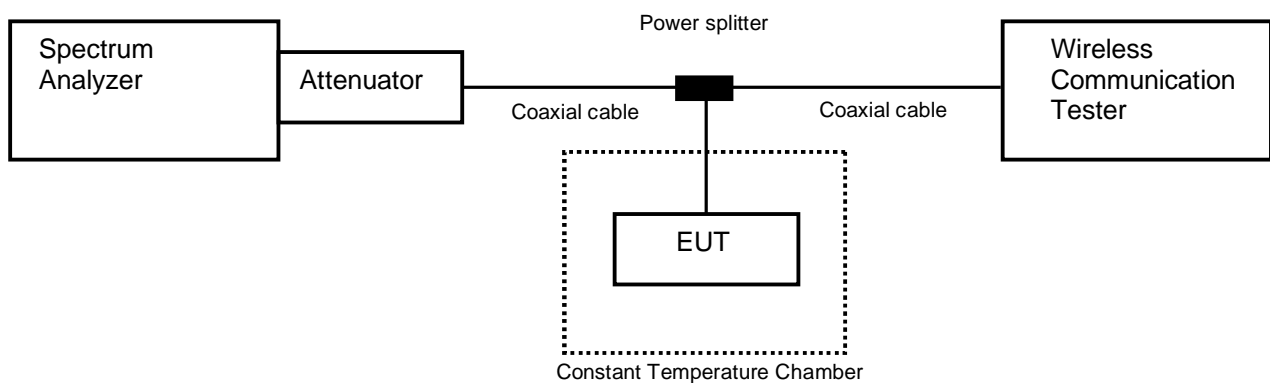 Power splitter
Spectrum
Analyzer
Attenuator
Wireless
Communication
Tester
Coaxial cable
Coaxial cable
EUT
Constant Temperature Chamber